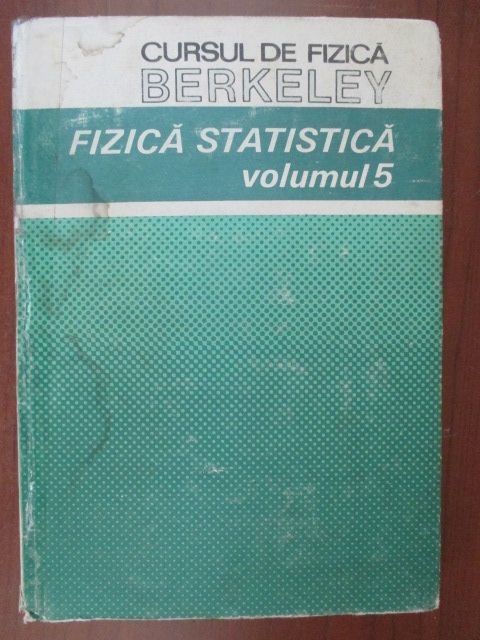 CURSUL DE FIZICĂ
BERKELEY
FIZICĂ STATISTICĂ
volumul 5